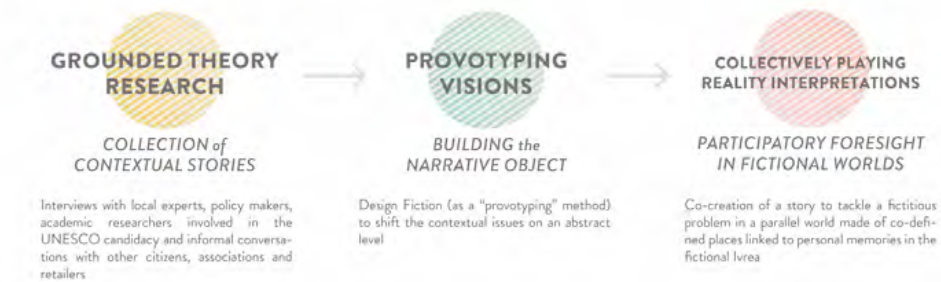 GROUNDED THEORY
RESEARCH
COLLECTION of
CONTEXTUAL STORIES
Interviews with local experts, policy makers,
academic researchers involved in the
UNESCO candidacy and informal conversa-
tions with other citizens, associations and
retailers
PROVOTYPING
VISIONS
BUILDING the
NARRATIVE OBJECT
Design Fiction (as a "provotyping" method)
to shift the contextual issues on an abstract
level
COLLECTIVELY PLAYING
REALITY INTERPRETATIONS
PARTICIPATORY FORESIGHT
IN FICTIONAL WORLDS
Co-creation of a story to tackle a fictitious
problem in a parallel world made of co-defi-
ned places linked to personal memories in the
fictional Ivrea